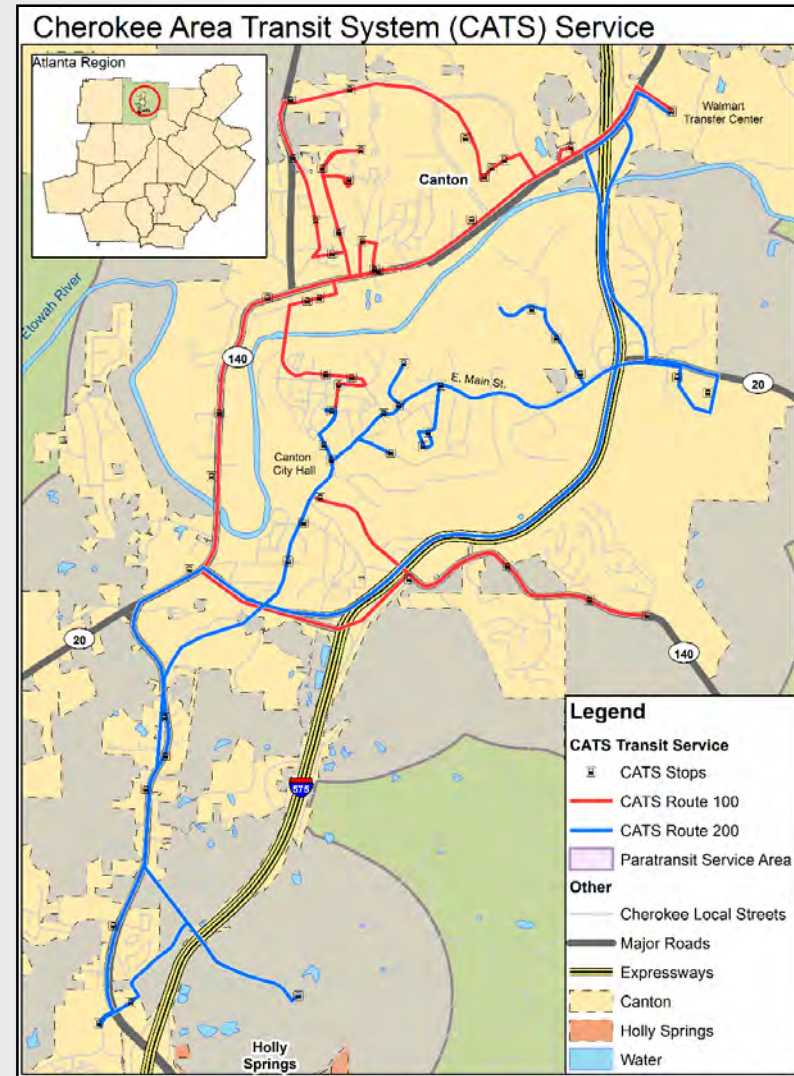 Cherokee Area Transit System (CATS) Service
Atlanta Region
Walmart
Transfer Center
Canton
Etowah River
140
E. Main St.
20
Canton
City Hall
20
140
575
Holly
Springs
Legend
CATS Transit Service
CATS Stops
CATS Route 100
CATS Route 200
Paratransit Service Area
Other
Cherokee Local Streets
Major Roads
Expressways
Canton
Holly Springs
Water